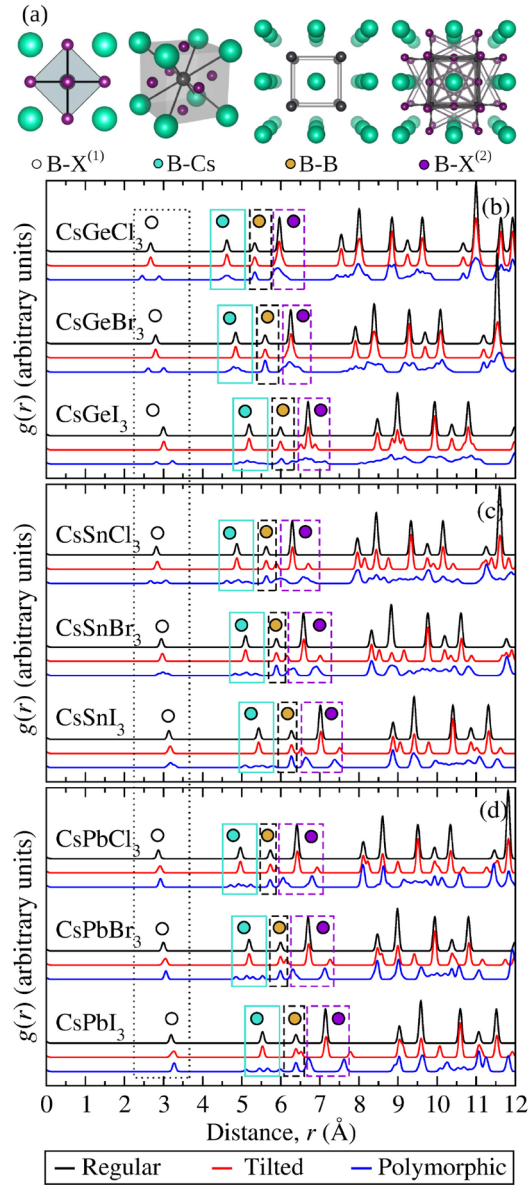 (a)
B-X(1) B-Cs B-B B-X(2)
(b)
CsGeCl3
CsGeBr3
CsGeI3
g(r) (arbitrary units)
(c)
CsSnCl3
CsSnBr3
CsSnI3
g(r) (arbitrary units)
(d)
CsPbCl3
CsPbBr3
CsPbI3
g(r) (arbitrary units)
0 1 2 3 4 5 6 7 8 9 10 11 12
Distance, r (Å)
Regular Tilted Polymorphic